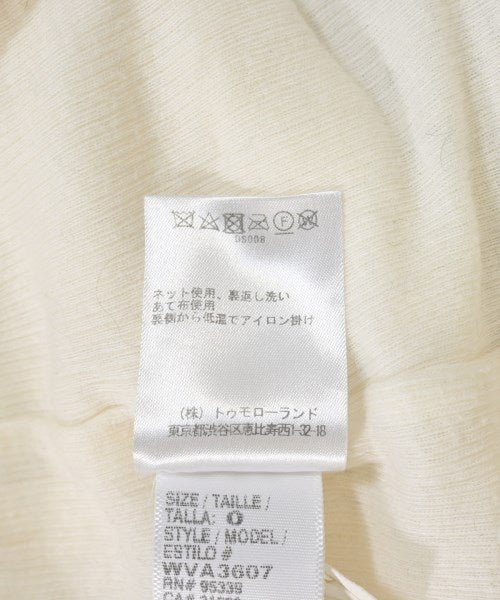 DS008
ネット使用、裏返し洗い
あて布使用
裏側から低温でアイロン掛け
(株) トゥモローランド
東京都渋谷区恵比寿西1-32-18
SIZE / TAILLE /
TALLA: 0
STYLE / MODEL /
ESTILO #
WVA3607
RN# 95339